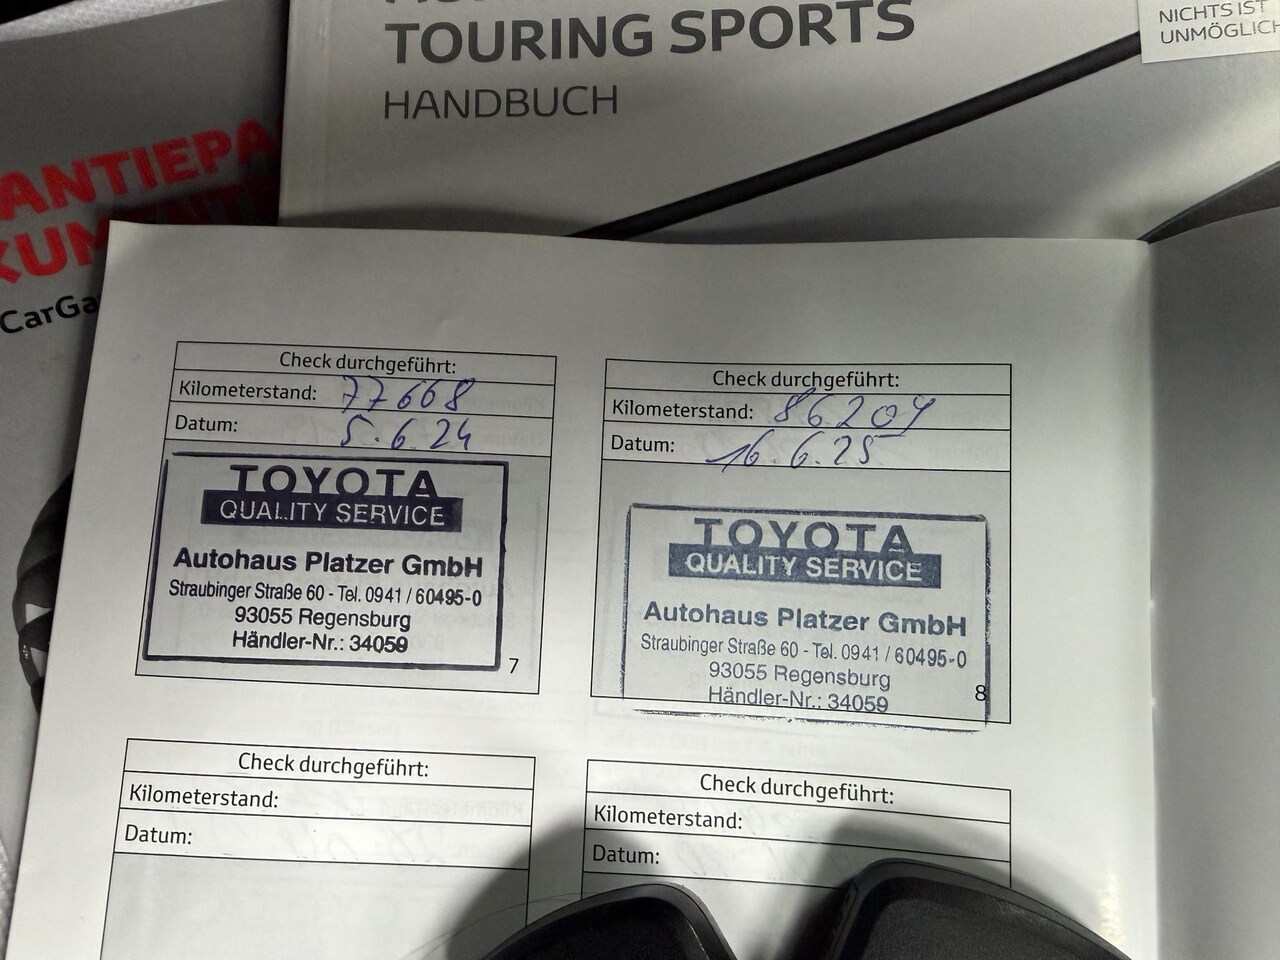 TOURING SPORTS
HANDBUCH
NICHTS IST
UNMÖGLICH
ANTIEPA
KUMENT
CarGa
Check durchgeführt:
Kilometerstand: 77668
Datum: 5.6.24
TOYOTA
QUALITY SERVICE
Autohaus Platzer GmbH
Straubinger Straße 60 - Tel. 0941 / 60495-0
93055 Regensburg
Händler-Nr.: 34059
7
Check durchgeführt:
Kilometerstand: 86209
Datum: 16.6.25
TOYOTA
QUALITY SERVICE
Autohaus Platzer GmbH
Straubinger Straße 60 - Tel. 0941 / 60495-0
93055 Regensburg
Händler-Nr.: 34059
8
Check durchgeführt:
Kilometerstand:
Datum:
Check durchgeführt:
Kilometerstand:
Datum: